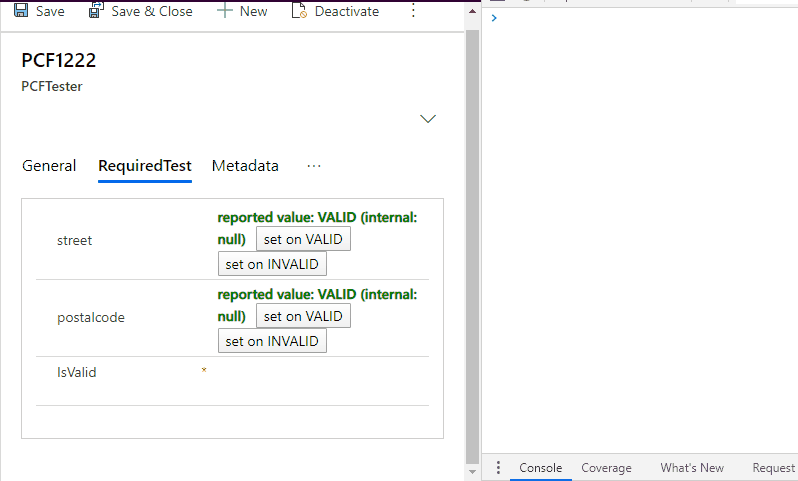 Save Save & Close New Deactivate
PCF1222
PCFTester
General RequiredTest Metadata ...
reported value: VALID (internal:
street null) set on VALID
set on INVALID
reported value: VALID (internal:
postalcode null) set on VALID
set on INVALID
IsValid *
>
Console Coverage What's New Request